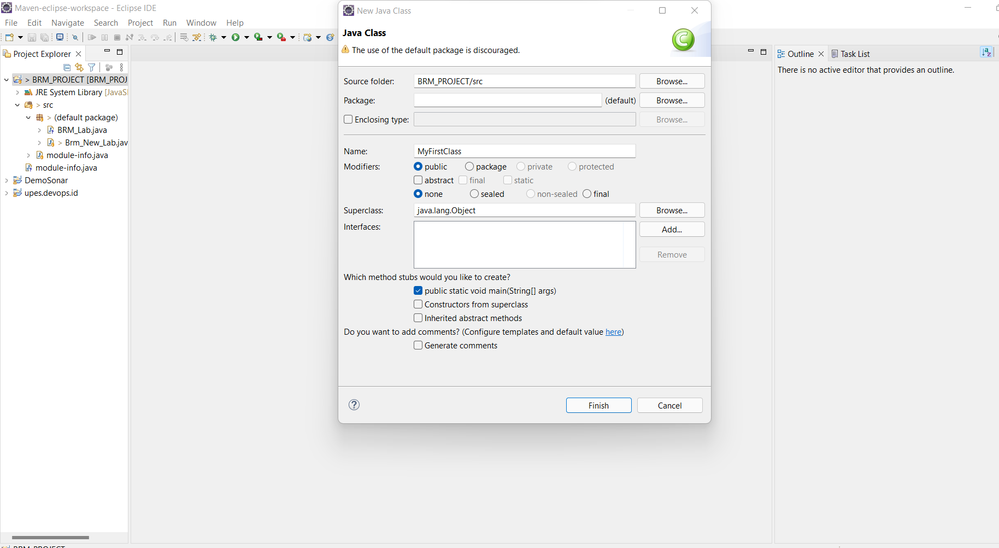 Maven-eclipse-workspace - Eclipse IDE
File Edit Navigate Search Project Run Window Help
Project Explorer
> BRM_PROJECT [BRM_PROJ
JRE System Library [JavaS
> src
> (default package)
BRM_Lab.java
> Brm_New_Lab.jav
module-info.java
module-info.java
DemoSonar
upes.devops.id
BRM_PROJECT
New Java Class
Java Class
The use of the default package is discouraged.
Source folder: BRM_PROJECT/src Browse...
Package: (default) Browse...
Enclosing type: Browse...
Name: MyFirstClass
Modifiers: public package private protected
abstract final static
none sealed non-sealed final
Superclass: java.lang.Object Browse...
Interfaces: Add...
Remove
Which method stubs would you like to create?
public static void main(String[] args)
Constructors from superclass
Inherited abstract methods
Do you want to add comments? (Configure templates and default value here)
Generate comments
Finish Cancel
Outline Task List
There is no active editor that provides an outline.